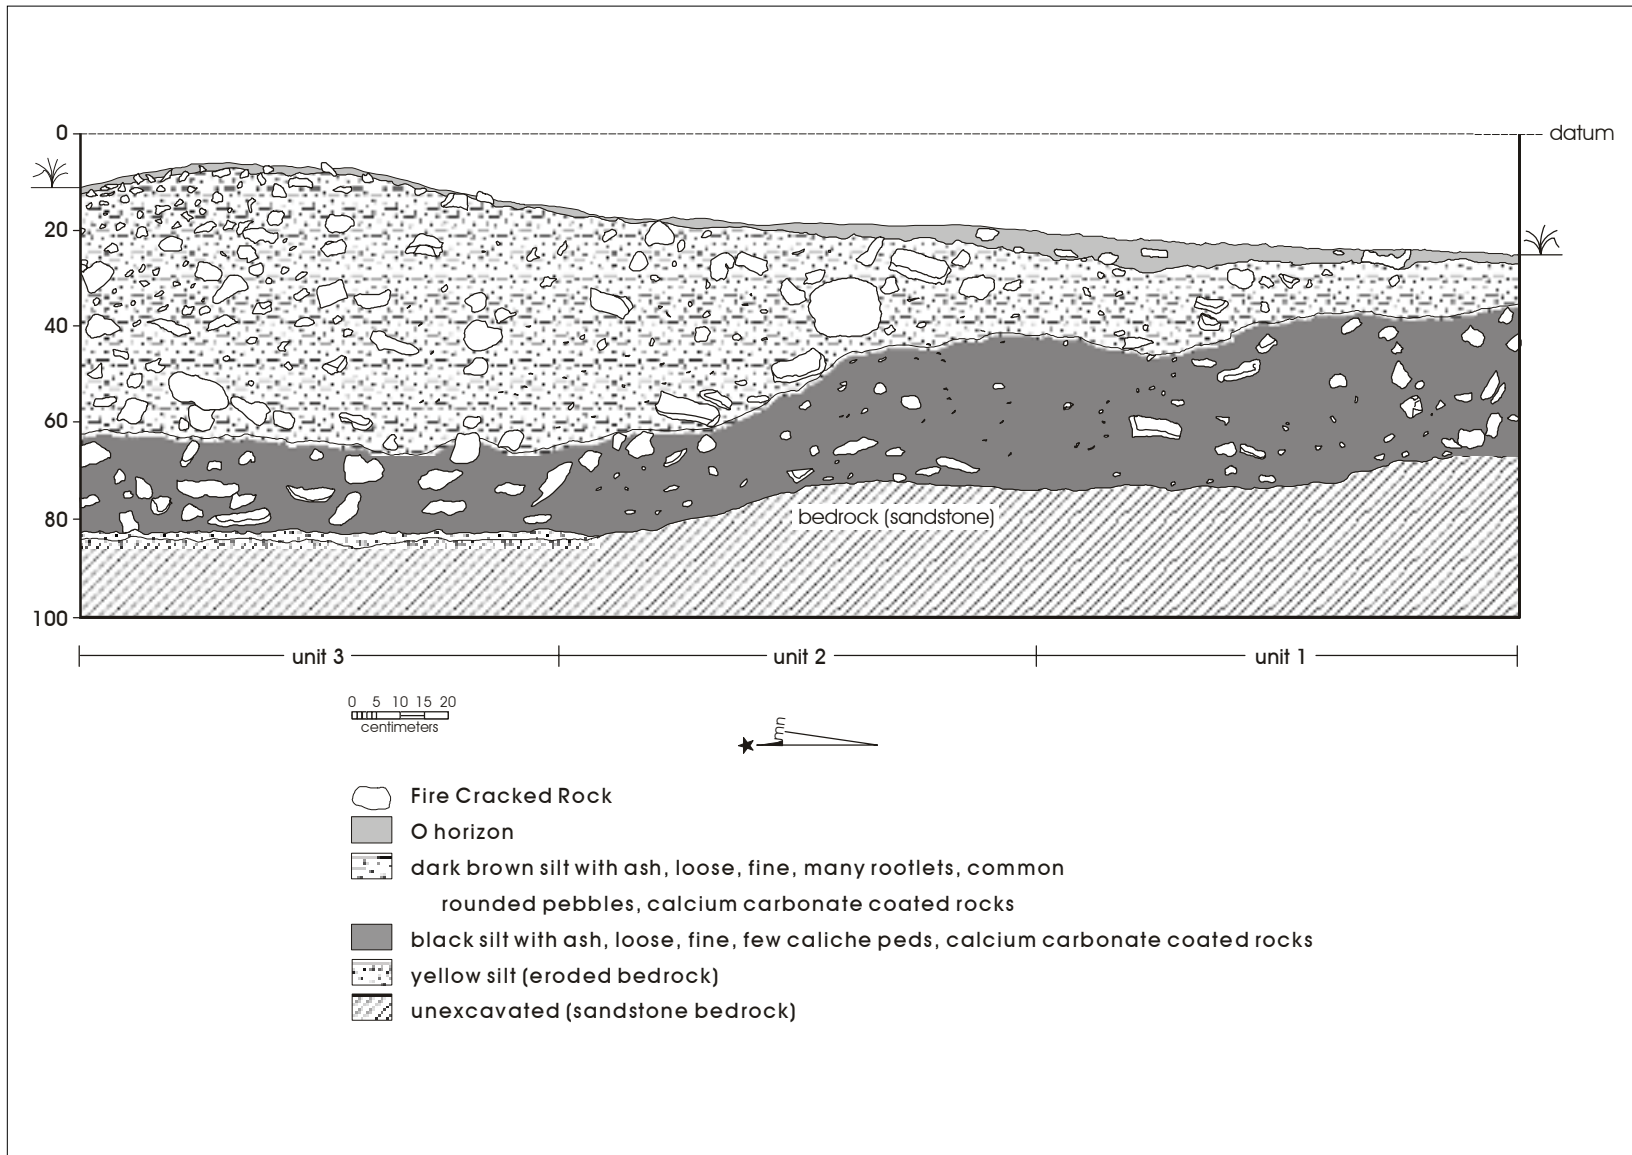 0
datum
20
40
60
80
bedrock (sandstone)
100
unit 3
unit 2
unit 1
0 5 10 15 20
centimeters
mn
Fire Cracked Rock
O horizon
dark brown silt with ash, loose, fine, many rootlets, common
rounded pebbles, calcium carbonate coated rocks
black silt with ash, loose, fine, few caliche peds, calcium carbonate coated rocks
yellow silt (eroded bedrock)
unexcavated (sandstone bedrock)